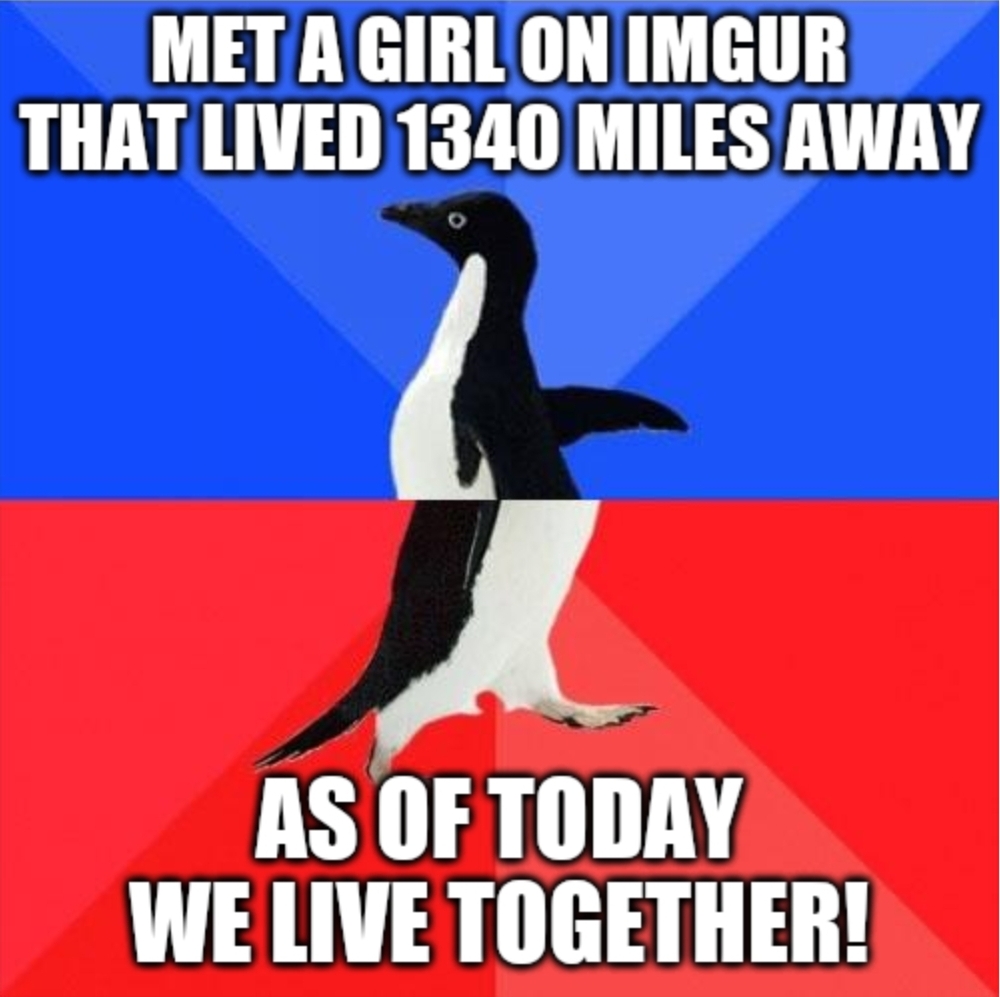 MET A GIRL ON IMGUR
THAT LIVED 1340 MILES AWAY
AS OF TODAY
WE LIVE TOGETHER!